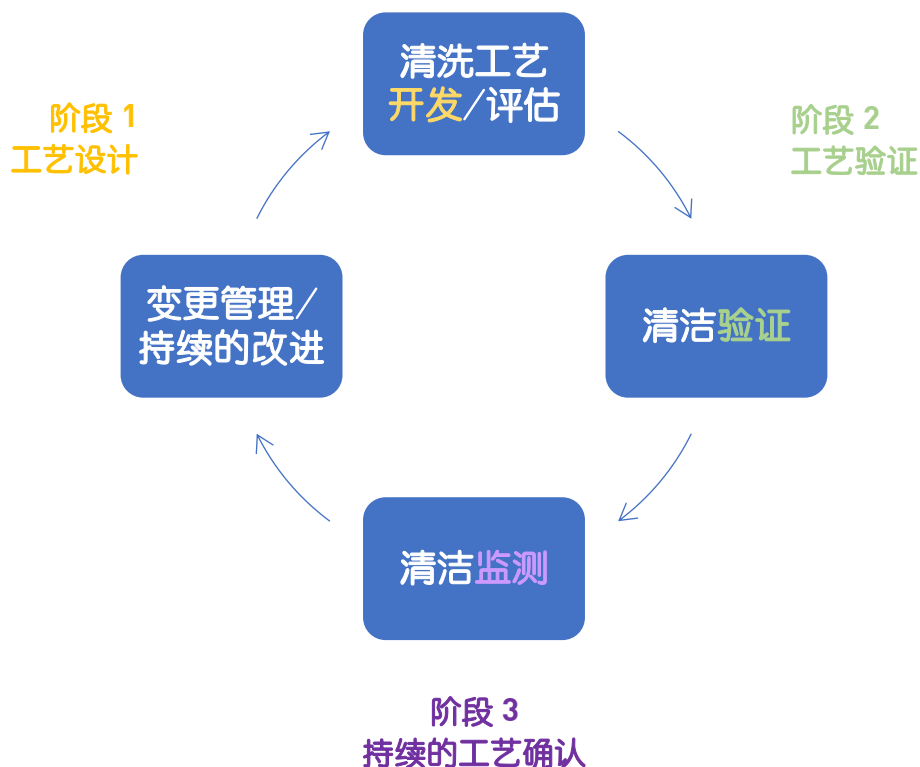 清洗工艺
开发/评估
阶段 1
工艺设计
阶段 2
工艺验证
变更管理/
持续的改进
清洁验证
清洁监测
阶段 3
持续的工艺确认